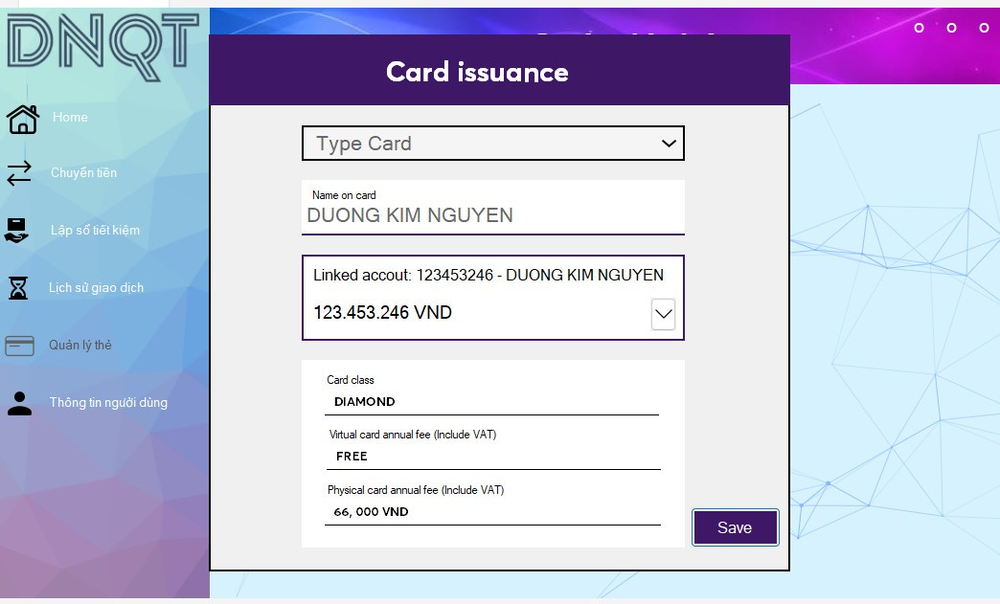 DNQT
Card issuance
Home
Chuyển tiền
Lập sổ tiết kiệm
Lịch sử giao dịch
Quản lý thẻ
Thông tin người dùng
Type Card
Name on card
DUONG KIM NGUYEN
Linked accout: 123453246 - DUONG KIM NGUYEN
123.453.246 VND
Card class
DIAMOND
Virtual card annual fee (Include VAT)
FREE
Physical card annual fee (Include VAT)
66, 000 VND
Save